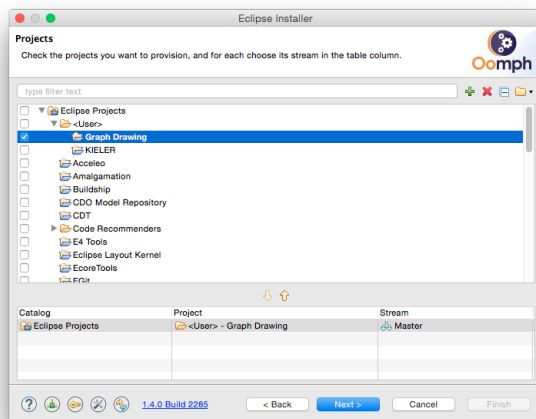 Eclipse Installer
Projects
Check the projects you want to provision, and for each choose its stream in the table column.
Oomph
type filter text
Eclipse Projects
<User>
Graph Drawing
KIELER
Acceleo
Amalgamation
Buildship
CDO Model Repository
CDT
Code Recommenders
E4 Tools
Eclipse Layout Kernel
EcoreTools
EGit
Catalog Project Stream
Eclipse Projects <User> - Graph Drawing Master
1.4.0 Build 2285 < Back Next > Cancel Finish